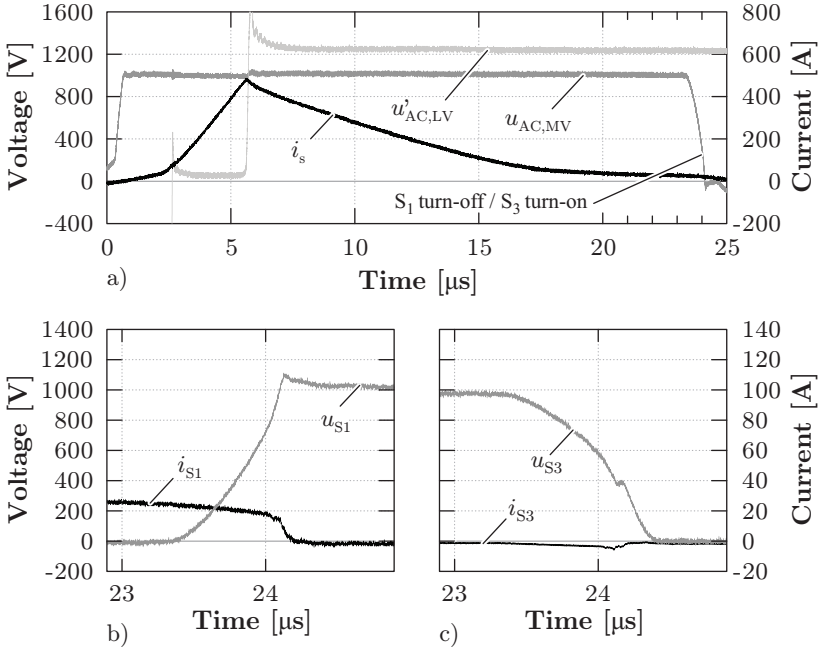 1600
1200
800
400
0
-400
Voltage [V]
800
600
400
200
0
-200
Current [A]
u'AC,LV
uAC,MV
is
S1 turn-off / S3 turn-on
0 5 10 15 20 25
a) Time [μs]
1400
1200
1000
800
600
400
200
0
-200
Voltage [V]
uS1
iS1
23 24
b) Time [μs]
140
120
100
80
60
40
20
0
-20
Current [A]
uS3
iS3
23 24
c) Time [μs]